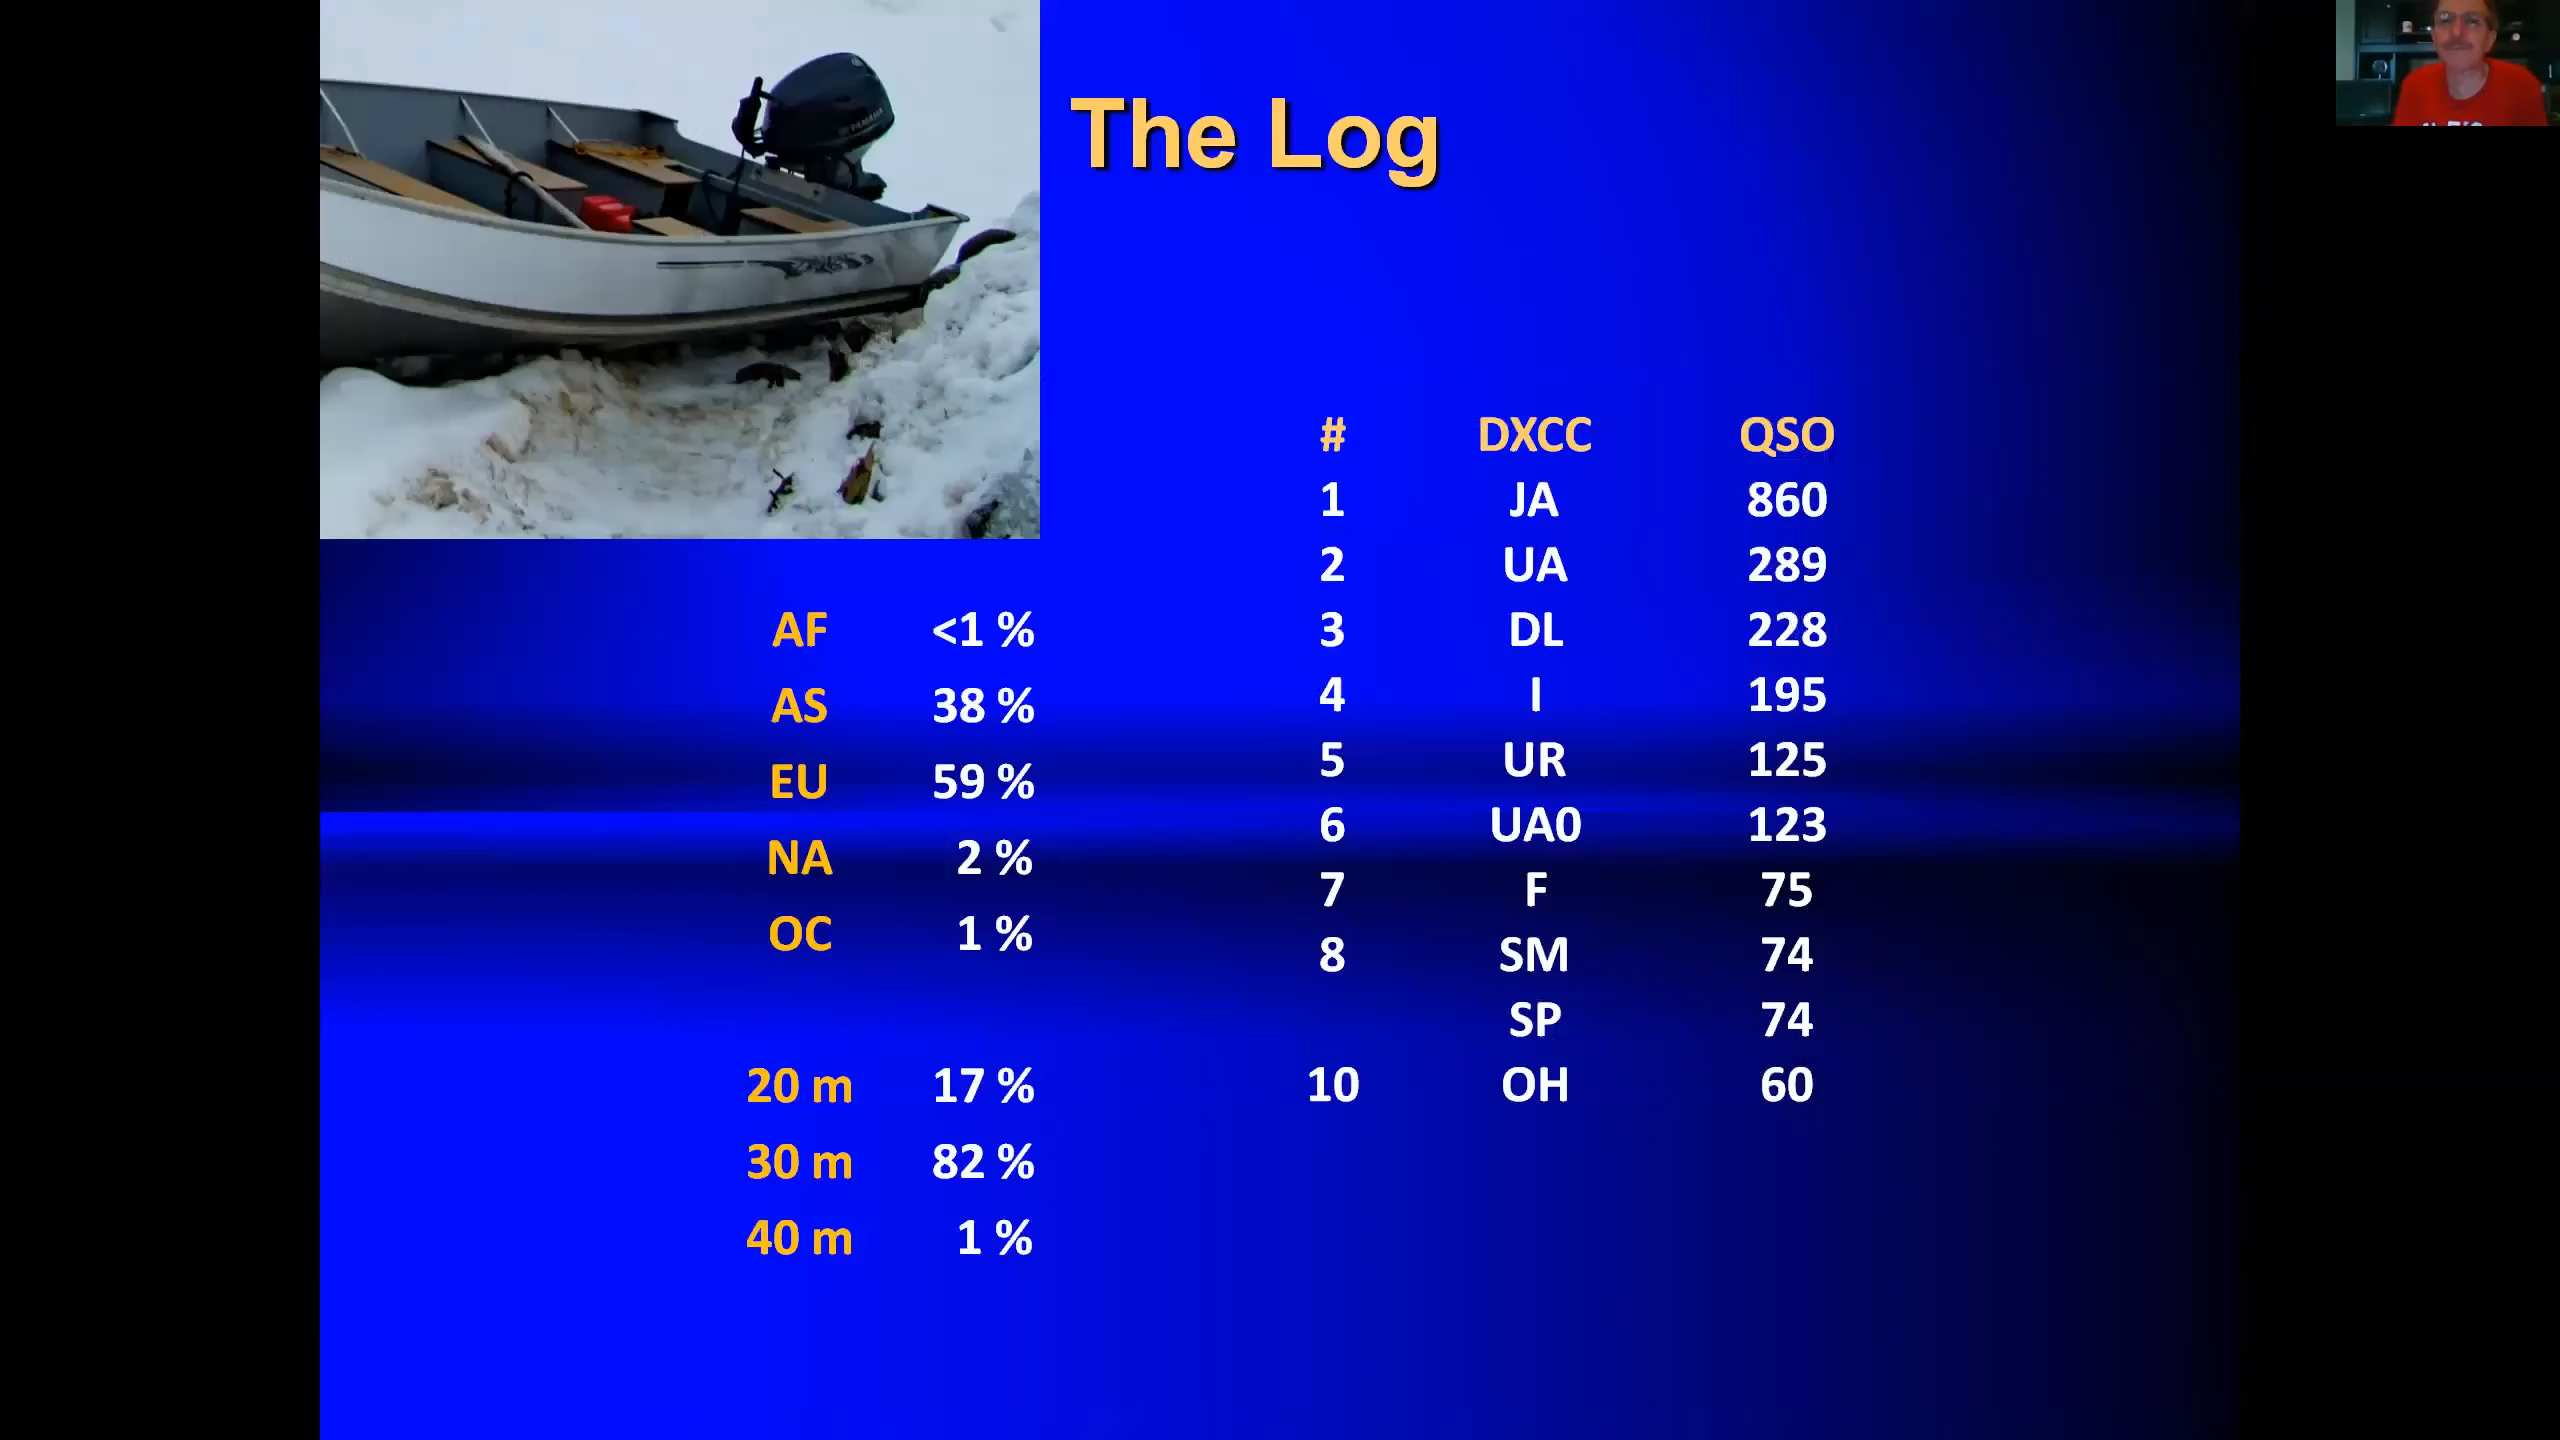 The Log
YAMAHA
AF <1 %
AS 38 %
EU 59 %
NA 2 %
OC 1 %
20 m 17 %
30 m 82 %
40 m 1 %
# DXCC QSO
1 JA 860
2 UA 289
3 DL 228
4 I 195
5 UR 125
6 UA0 123
7 F 75
8 SM 74
SP 74
10 OH 60